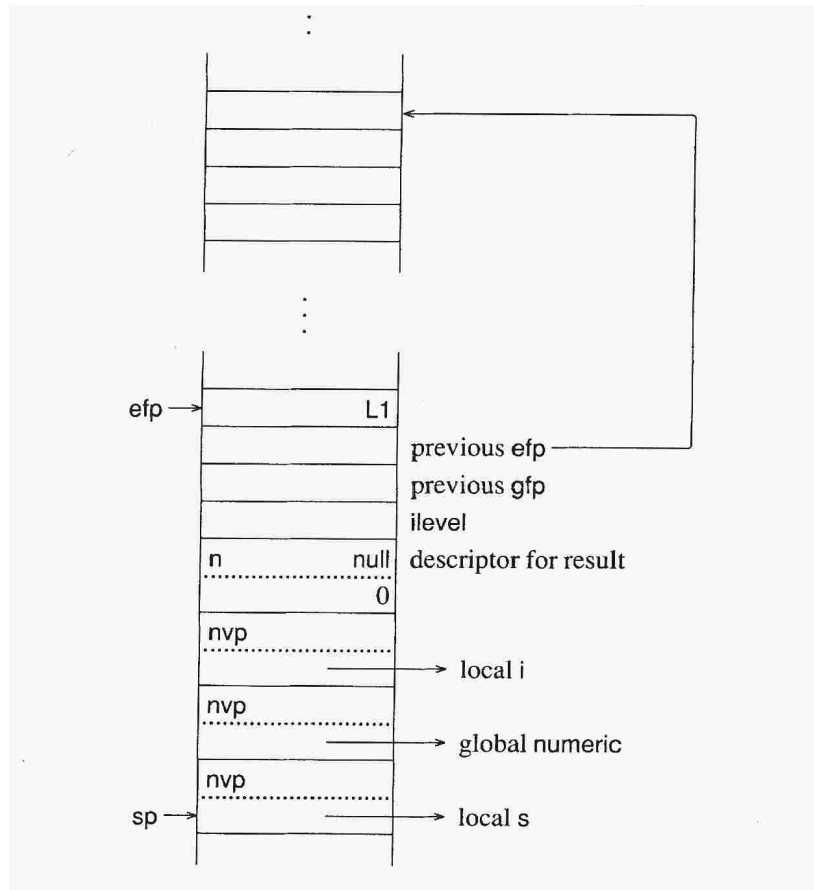 efp
L1
previous efp
previous gfp
ilevel
n null descriptor for result
0
nvp
local i
nvp
global numeric
nvp
sp
local s